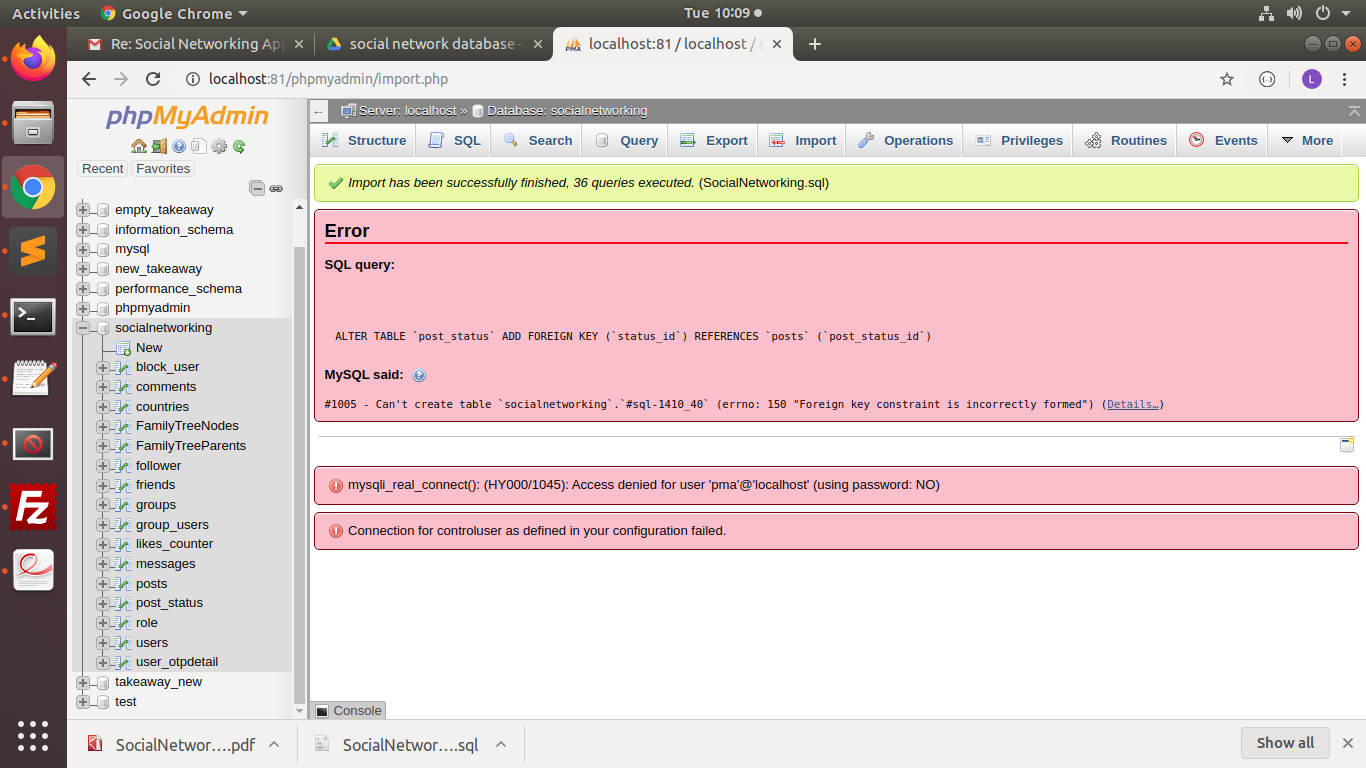 Activities Google Chrome Tue 10:09
Re: Social Networking App social network database - localhost:81 / localhost / s
localhost:81/phpmyadmin/import.php L
phpMyAdmin
Recent Favorites
empty_takeaway
information_schema
mysql
new_takeaway
performance_schema
phpmyadmin
socialnetworking
New
block_user
comments
countries
FamilyTreeNodes
FamilyTreeParents
follower
friends
groups
group_users
likes_counter
messages
posts
post_status
role
users
user_otpdetail
takeaway_new
test
← Server: localhost » Database: socialnetworking
Structure SQL Search Query Export Import Operations Privileges Routines Events More
Import has been successfully finished, 36 queries executed. (SocialNetworking.sql)
Error
SQL query:
ALTER TABLE `post_status` ADD FOREIGN KEY (`status_id`) REFERENCES `posts` (`post_status_id`)
MySQL said:
#1005 - Can't create table `socialnetworking`.`#sql-1410_40` (errno: 150 "Foreign key constraint is incorrectly formed") (Details…)
mysqli_real_connect(): (HY000/1045): Access denied for user 'pma'@'localhost' (using password: NO)
Connection for controluser as defined in your configuration failed.
Console
SocialNetwor….pdf SocialNetwor….sql Show all